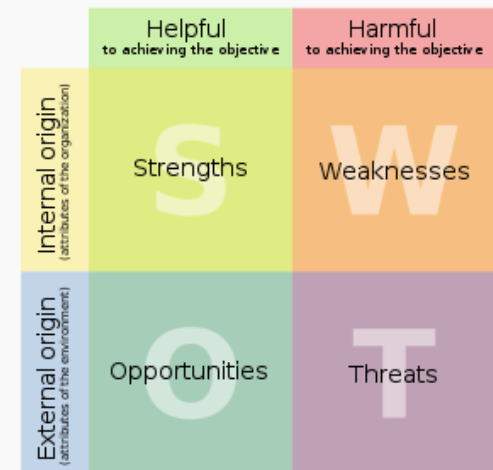 Helpful
to achieving the objective
Harmful
to achieving the objective
Internal origin
(attributes of the organization)
S
Strengths
W
Weaknesses
External origin
(attributes of the environment)
O
Opportunities
T
Threats